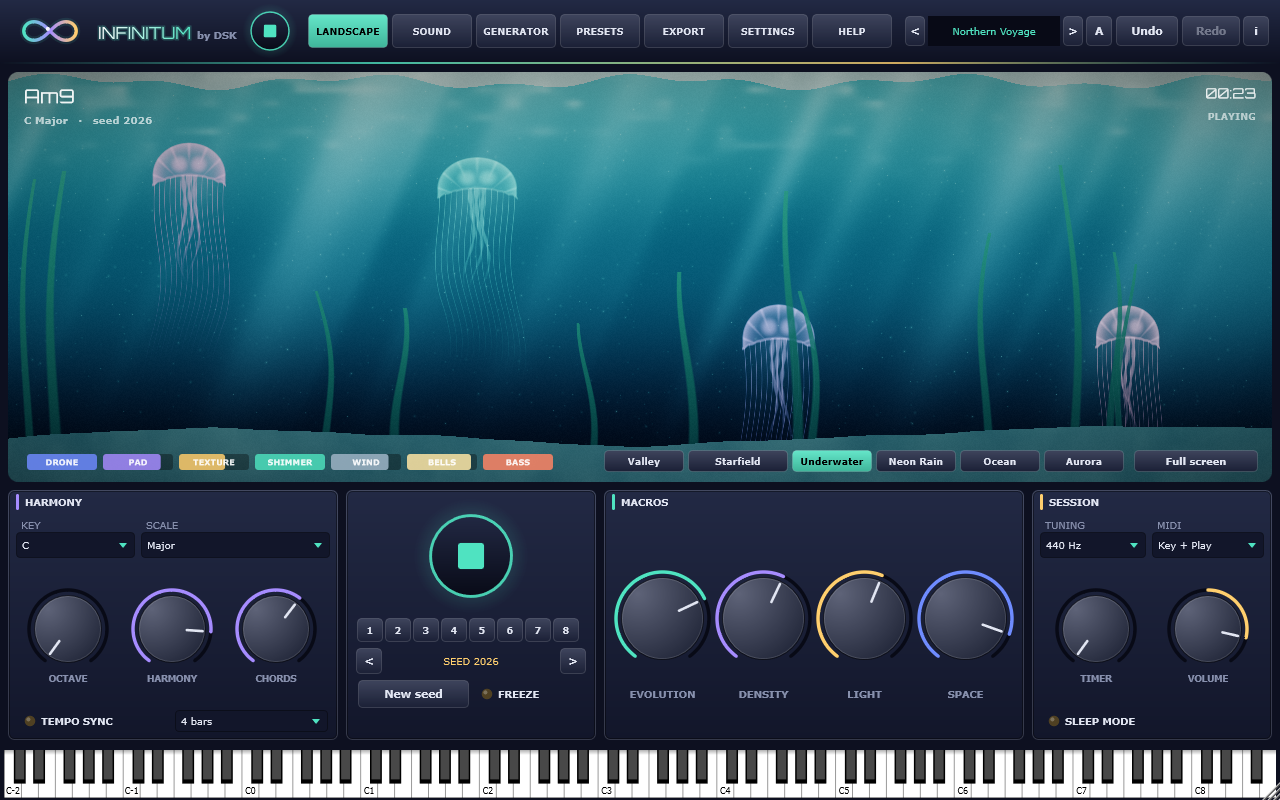 INFINITUM by DSK
LANDSCAPE SOUND GENERATOR PRESETS EXPORT SETTINGS HELP
< Northern Voyage > A Undo Redo i
Am9
C Major · seed 2026
00:23
PLAYING
DRONE PAD TEXTURE SHIMMER WIND BELLS BASS
Valley Starfield Underwater Neon Rain Ocean Aurora Full screen
HARMONY
KEY SCALE
C Major
OCTAVE HARMONY CHORDS
TEMPO SYNC 4 bars
1 2 3 4 5 6 7 8
< SEED 2026 >
New seed FREEZE
MACROS
EVOLUTION DENSITY LIGHT SPACE
SESSION
TUNING MIDI
440 Hz Key + Play
TIMER VOLUME
SLEEP MODE
C-2 C-1 C0 C1 C2 C3 C4 C5 C6 C7 C8